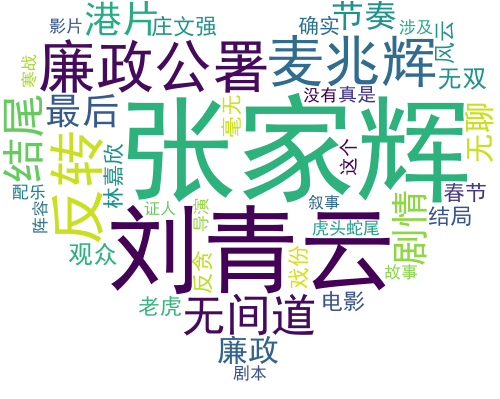 影片
港片
庄文强
确实
节奏
涉及
风云
廉政公署
麦兆辉
无双
寒战
没有真是
最后
毫无
张家辉
这个
无聊
结尾
反转
林嘉欣
配乐
阵容
证人
导演
叙事
刘青云
剧情
春节
结局
虎头蛇尾
观众
反贪
戏份
故事
老虎
无间道
电影
廉政
剧本